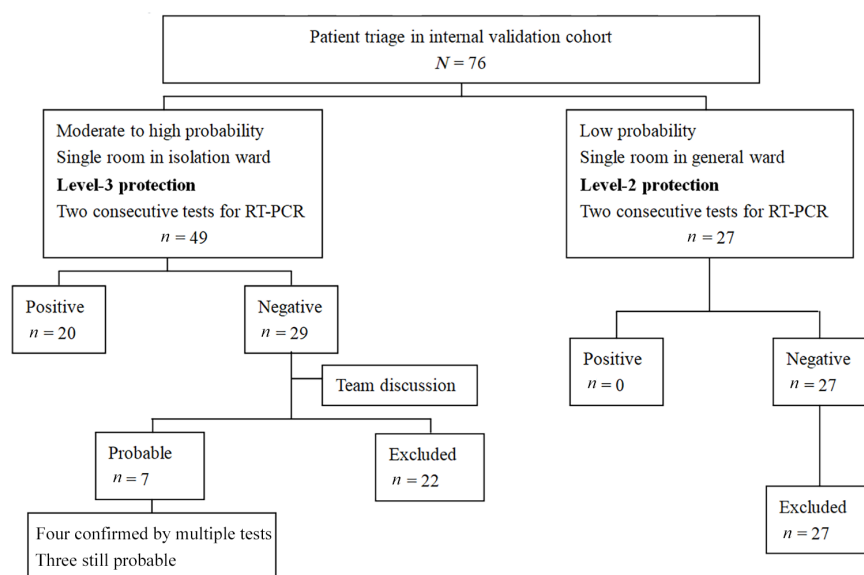 Patient triage in internal validation cohort
N = 76
Moderate to high probability
Single room in isolation ward
Level-3 protection
Two consecutive tests for RT-PCR
n = 49
Low probability
Single room in general ward
Level-2 protection
Two consecutive tests for RT-PCR
n = 27
Positive
n = 20
Negative
n = 29
Positive
n = 0
Negative
n = 27
Team discussion
Probable
n = 7
Excluded
n = 22
Excluded
n = 27
Four confirmed by multiple tests
Three still probable